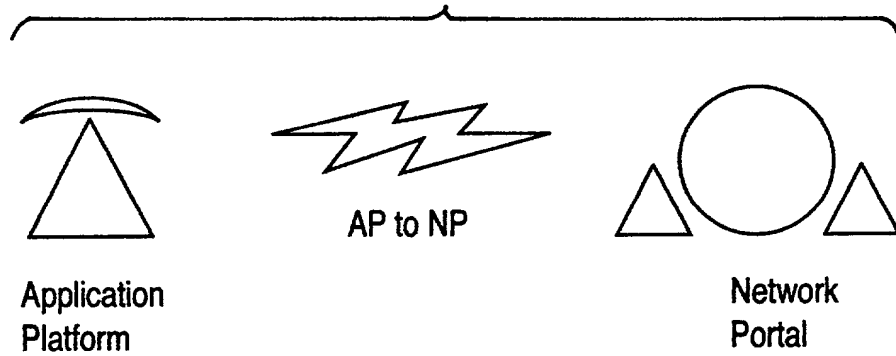 AP to NP
Application
Platform
Network
Portal